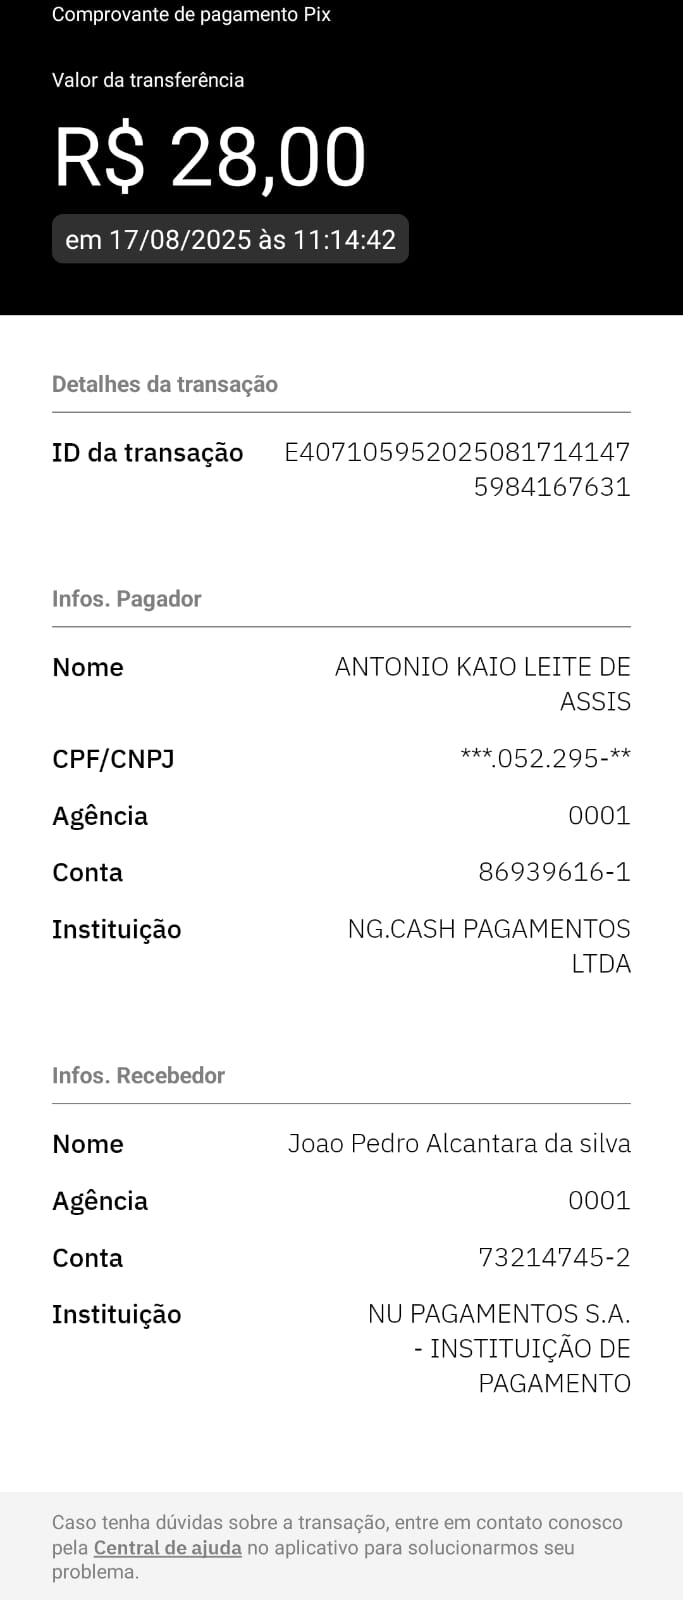 Comprovante de pagamento Pix
Valor da transferência
R$ 28,00
em 17/08/2025 às 11:14:42
Detalhes da transação
ID da transação E407105952025081714147
5984167631
Infos. Pagador
Nome ANTONIO KAIO LEITE DE
ASSIS
CPF/CNPJ ***.052.295-**
Agência 0001
Conta 86939616-1
Instituição NG.CASH PAGAMENTOS
LTDA
Infos. Recebedor
Nome Joao Pedro Alcantara da silva
Agência 0001
Conta 73214745-2
Instituição NU PAGAMENTOS S.A.
- INSTITUIÇÃO DE
PAGAMENTO
Caso tenha dúvidas sobre a transação, entre em contato conosco
pela Central de ajuda no aplicativo para solucionarmos seu
problema.